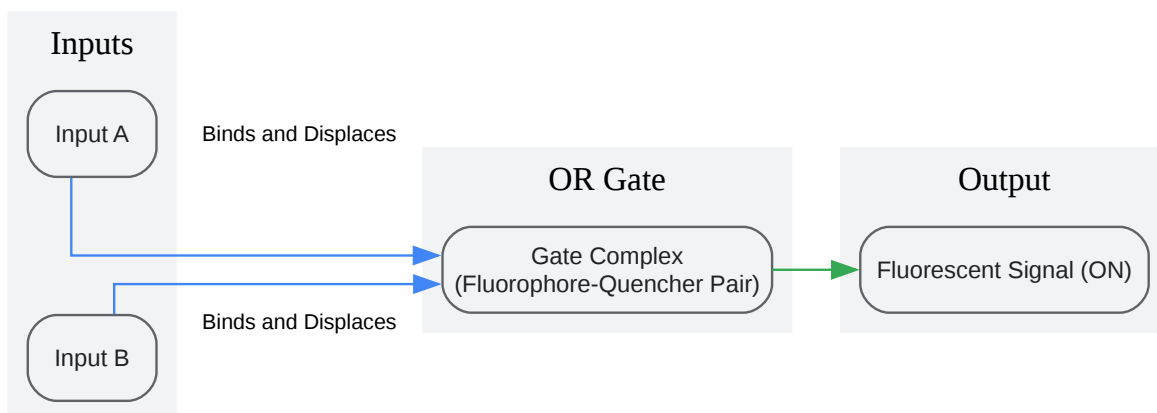 Inputs
Input A
Binds and Displaces
OR Gate
Gate Complex
(Fluorophore-Quencher Pair)
Output
Fluorescent Signal (ON)
Binds and Displaces
Input B